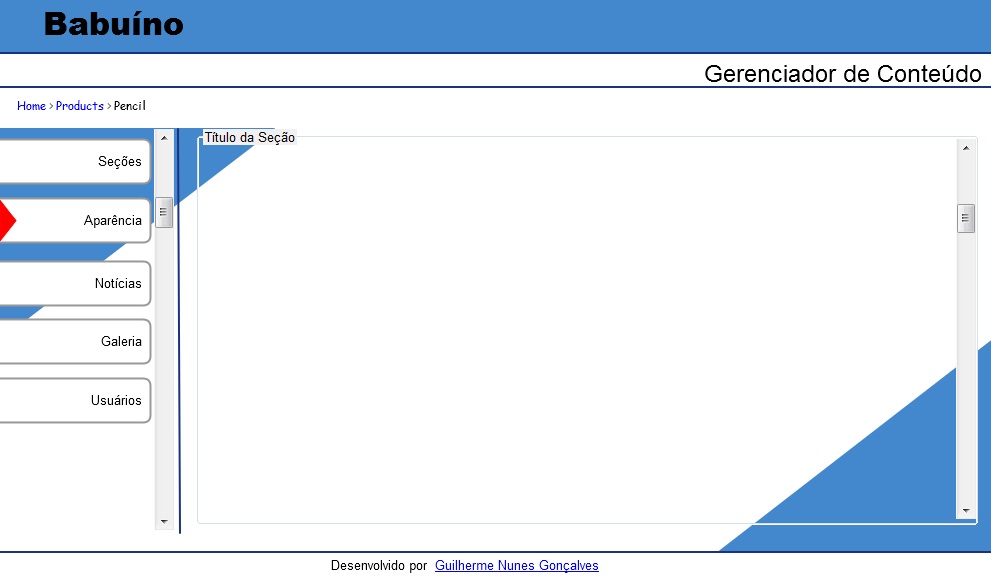 Babuíno
Gerenciador de Conteúdo
Home > Products > Pencil
Título da Seção
Seções
Aparência
Notícias
Galeria
Usuários
Desenvolvido por Guilherme Nunes Gonçalves